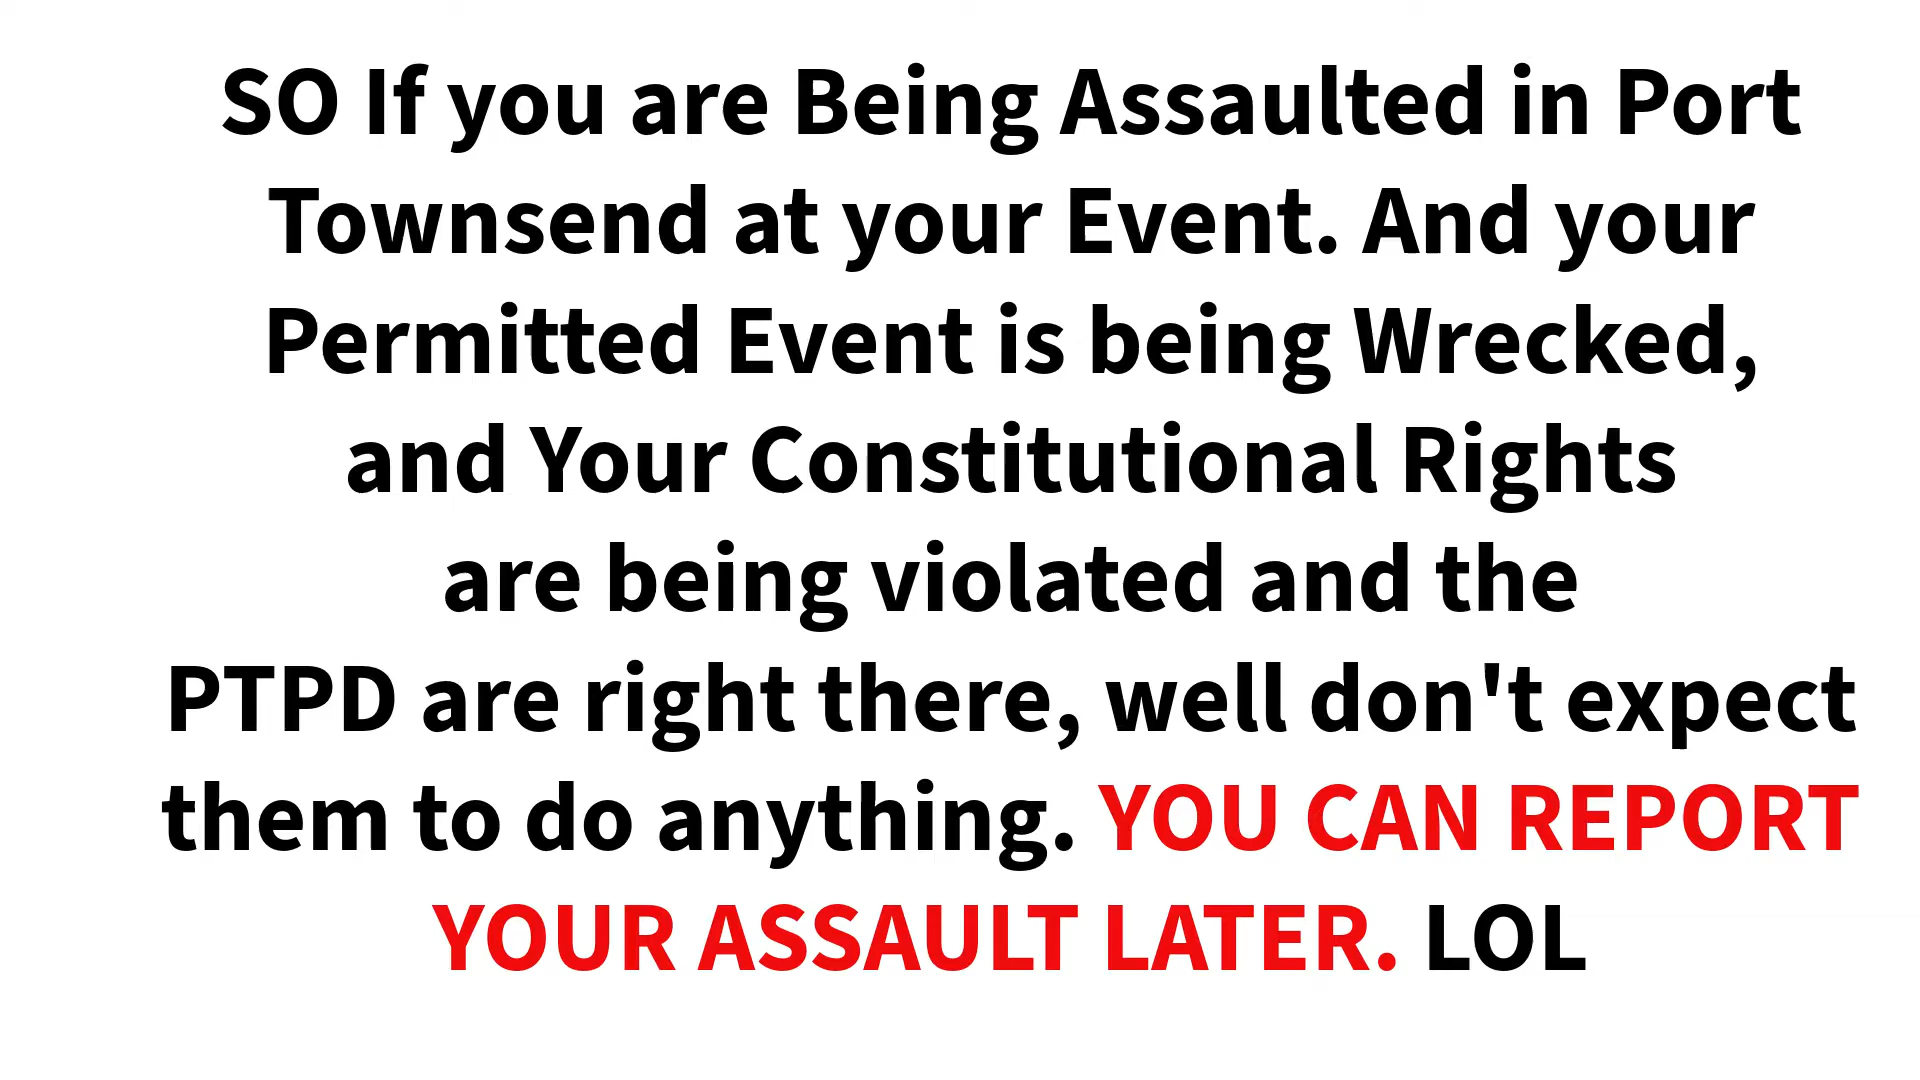 SO If you are Being Assaulted in Port
Townsend at your Event. And your
Permitted Event is being Wrecked,
and Your Constitutional Rights
are being violated and the
PTPD are right there, well don't expect
them to do anything. YOU CAN REPORT
YOUR ASSAULT LATER. LOL